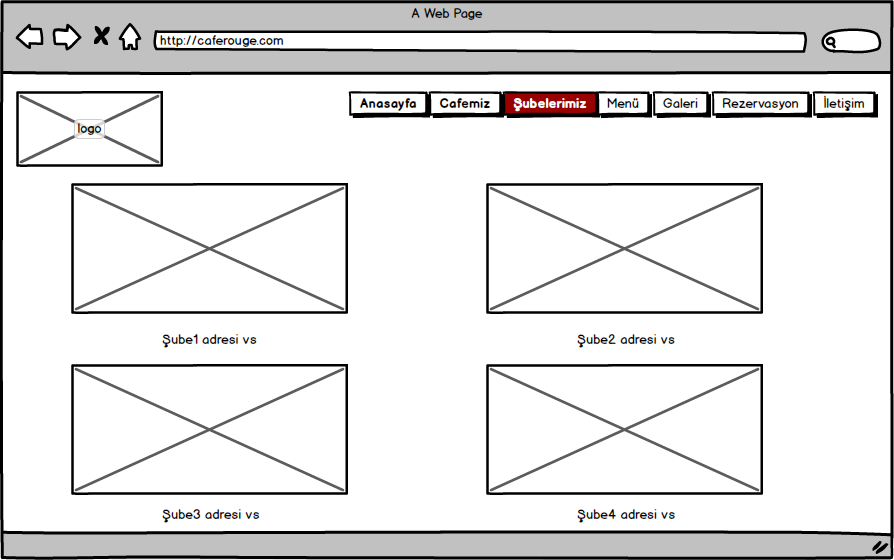 A Web Page
http://caferouge.com
logo
Anasayfa Cafemiz Şubelerimiz Menü Galeri Rezervasyon İletişim
Şube1 adresi vs
Şube2 adresi vs
Şube3 adresi vs
Şube4 adresi vs